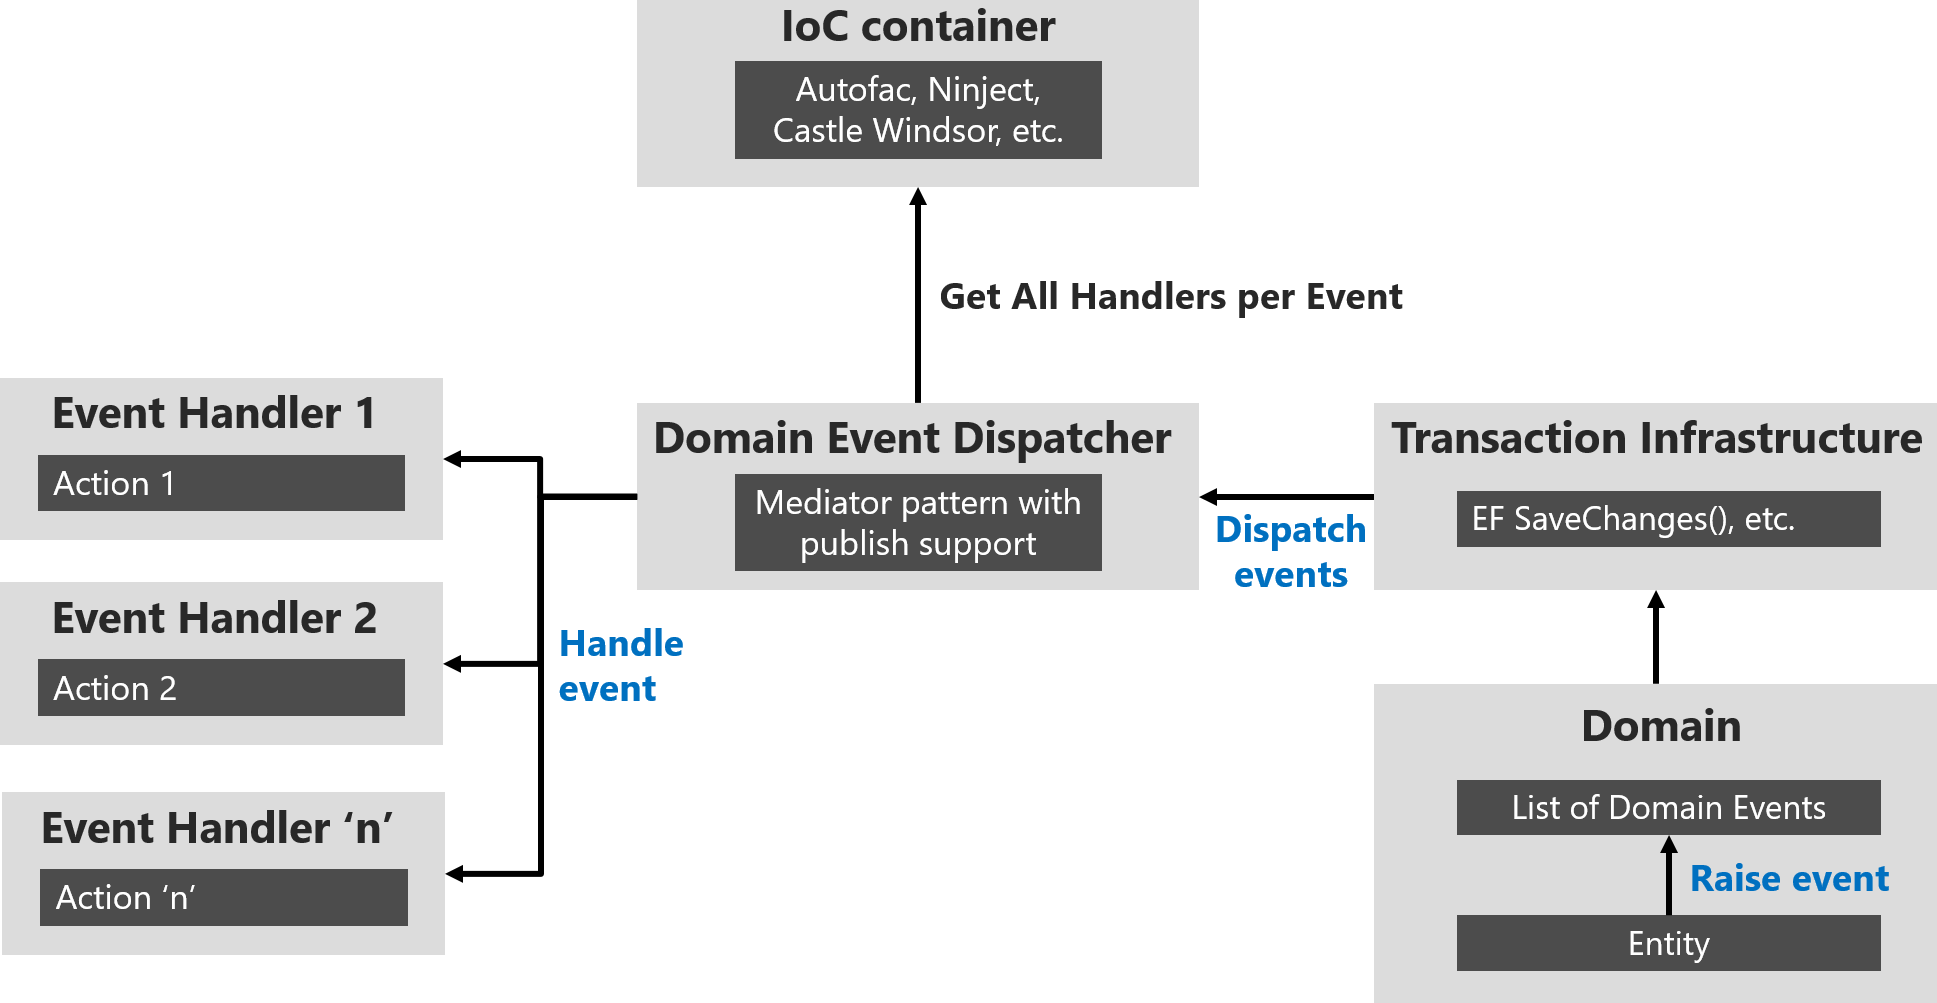 IoC container
Autofac, Ninject,
Castle Windsor, etc.
Get All Handlers per Event
Event Handler 1
Action 1
Event Handler 2
Action 2
Event Handler ‘n’
Action ‘n’
Handle
event
Domain Event Dispatcher
Mediator pattern with
publish support
Dispatch
events
Transaction Infrastructure
EF SaveChanges(), etc.
Domain
List of Domain Events
Raise event
Entity